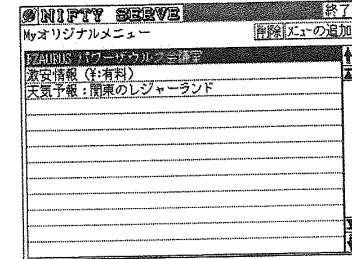 @NIFTY SERVE 終了
Myオリジナルメニュー 削除 メニューの追加
FZAURUS パワーザウルス会議室
激安情報 (¥:有料)
天気予報：関東のレジャーランド